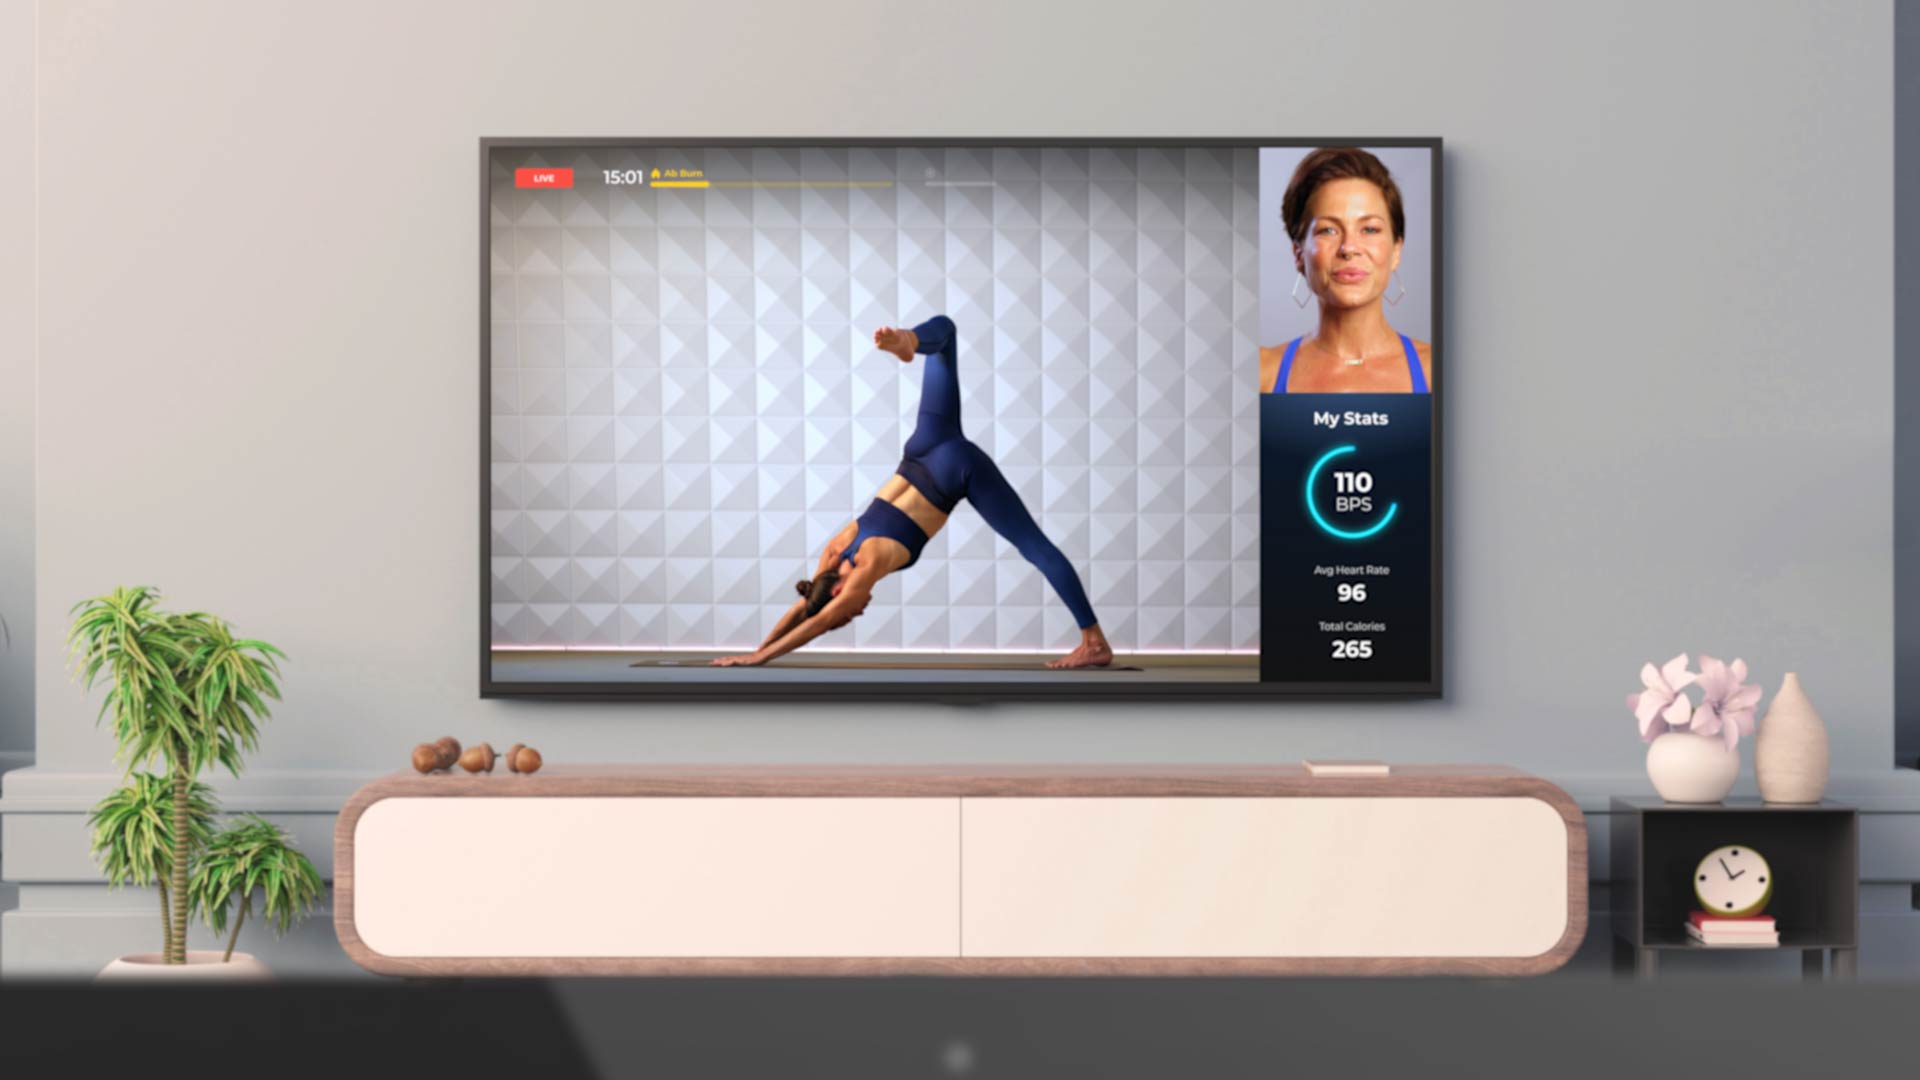 LIVE
15:01
Ab Burn
My Stats
110
BPS
Avg Heart Rate
96
Total Calories
265